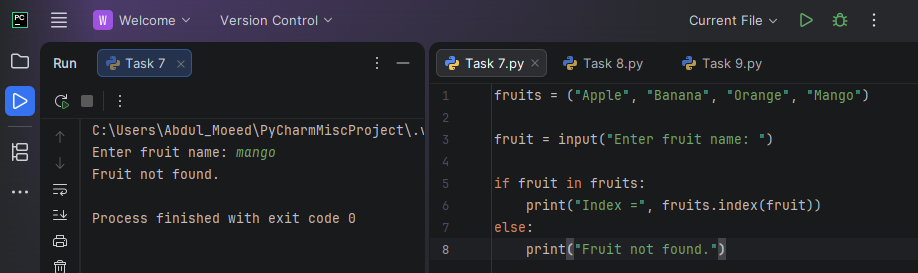 PC
W Welcome
Version Control
Current File
Run
Task 7
C:\Users\Abdul_Moeed\PyCharmMiscProject\.v
Enter fruit name: mango
Fruit not found.
Process finished with exit code 0
Task 7.py
Task 8.py
Task 9.py
1 fruits = ("Apple", "Banana", "Orange", "Mango")
2
3 fruit = input("Enter fruit name: ")
4
5 if fruit in fruits:
6     print("Index =", fruits.index(fruit))
7 else:
8     print("Fruit not found.")